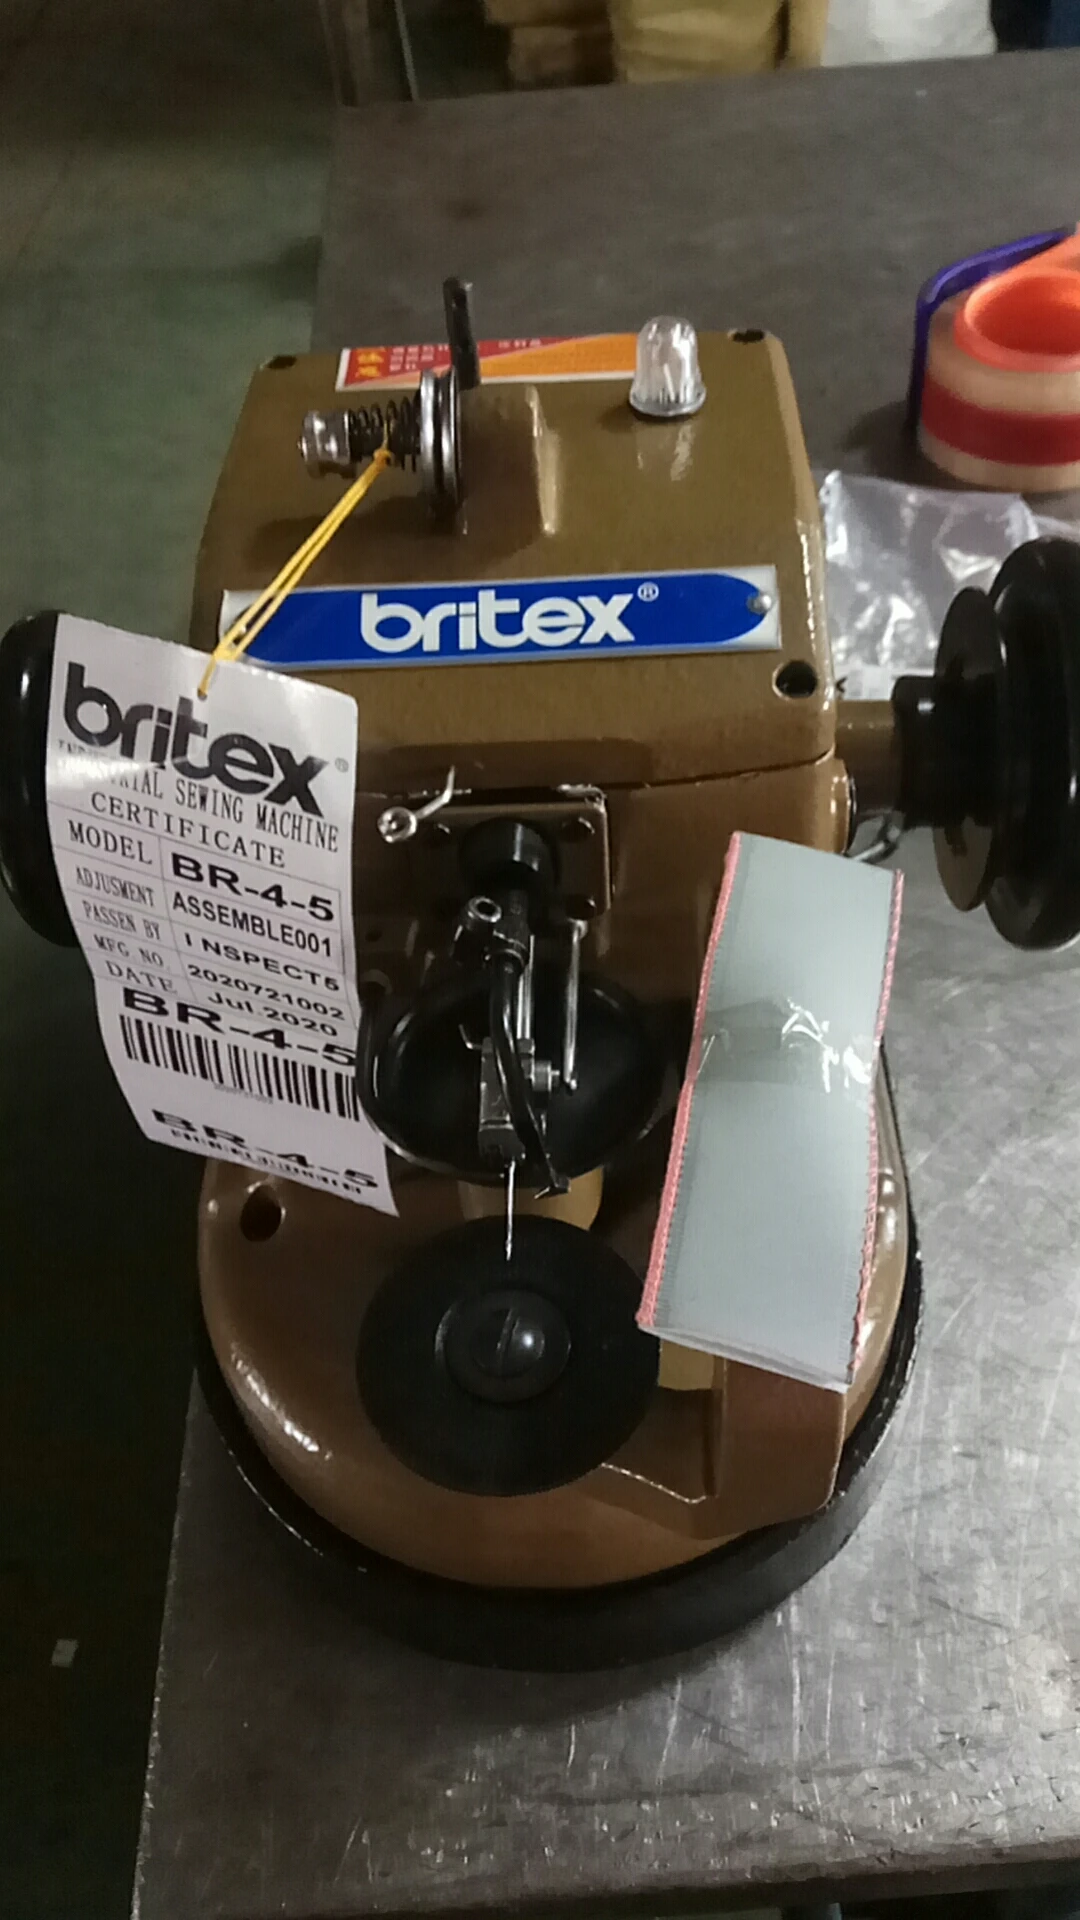 britex®
britex®
INDUSTRIAL SEWING MACHINE
CERTIFICATE
MODEL BR-4-5
ADJUSMENT ASSEMBLE001
PASSEN BY INSPECT5
MFG NO. 2020721002
DATE Jul.2020
BR-4-5
BR-4-5